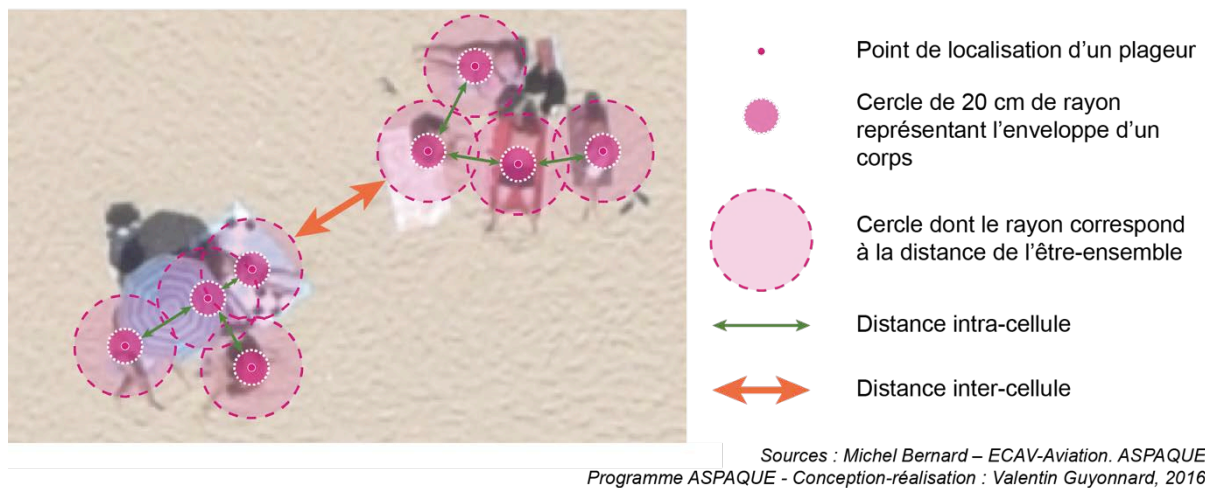 Point de localisation d’un plageur
Cercle de 20 cm de rayon
représentant l’enveloppe d’un
corps
Cercle dont le rayon correspond
à la distance de l’être-ensemble
Distance intra-cellule
Distance inter-cellule
Sources : Michel Bernard – ECAV-Aviation. ASPAQUE
Programme ASPAQUE - Conception-réalisation : Valentin Guyonnard, 2016